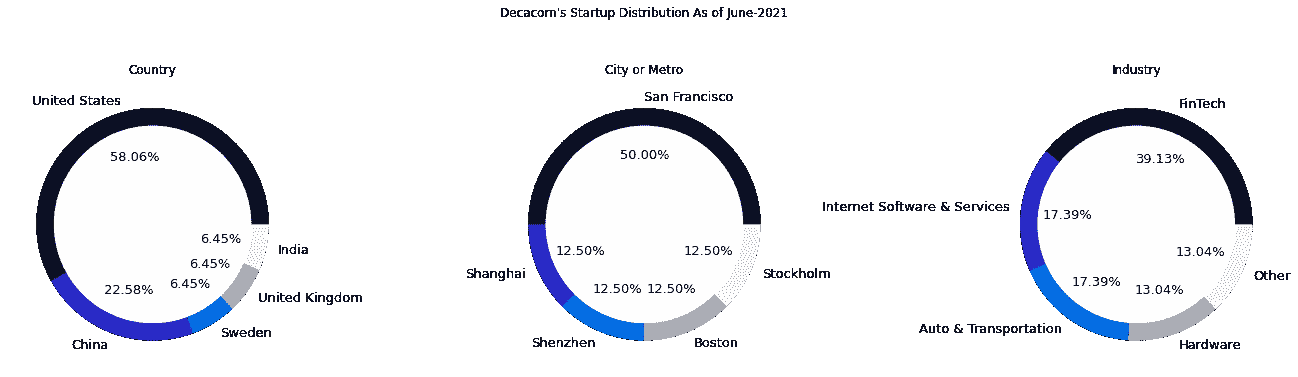 Decacorn's Startup Distribution As of June-2021
Country
United States
58.06%
6.45%
India
6.45%
6.45%
United Kingdom
22.58%
Sweden
China
City or Metro
San Francisco
50.00%
12.50%
12.50%
Shanghai
Stockholm
12.50%
12.50%
Shenzhen
Boston
Industry
FinTech
39.13%
Internet Software & Services
17.39%
13.04%
Other
17.39%
13.04%
Auto & Transportation
Hardware